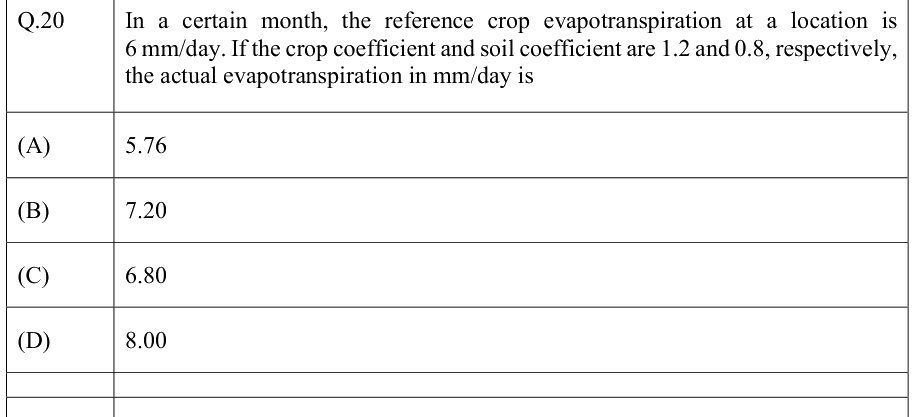 Q.20 In a certain month, the reference crop evapotranspiration at a location is
6 mm/day. If the crop coefficient and soil coefficient are 1.2 and 0.8, respectively,
the actual evapotranspiration in mm/day is
(A) 5.76
(B) 7.20
(C) 6.80
(D) 8.00